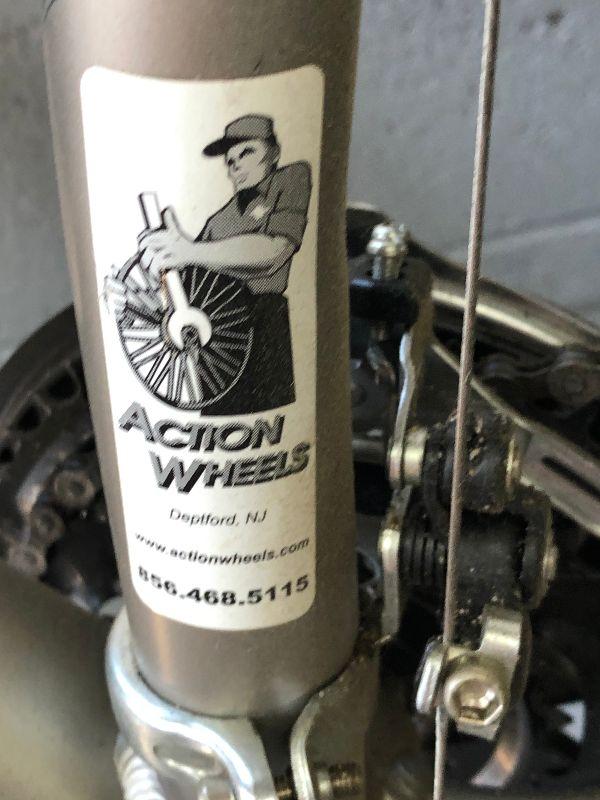 ACTION
WHEELS
Deptford, NJ
www.actionwheels.com
856.468.5115